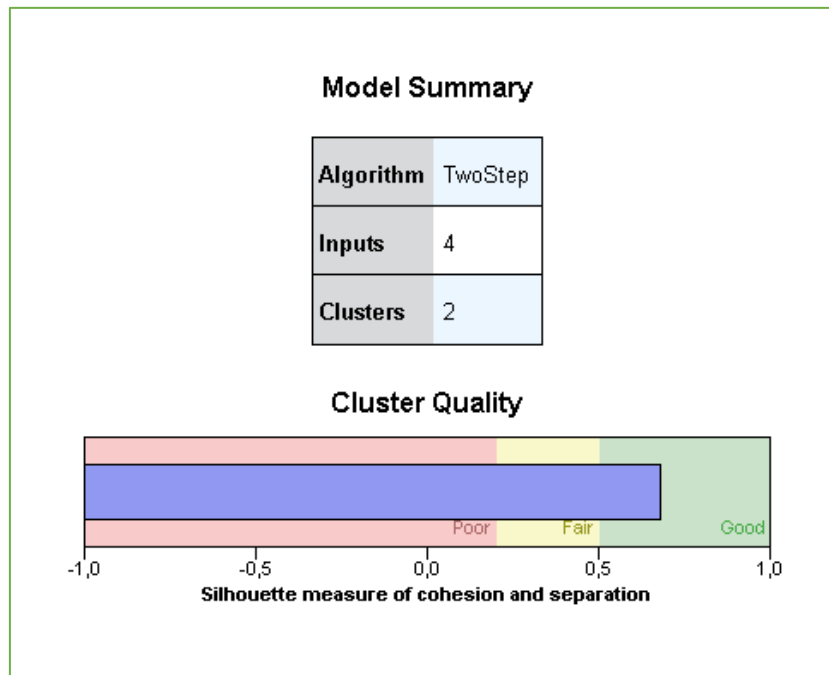 Model Summary
Algorithm TwoStep
Inputs 4
Clusters 2
Cluster Quality
Poor Fair Good
-1,0 -0,5 0,0 0,5 1,0
Silhouette measure of cohesion and separation